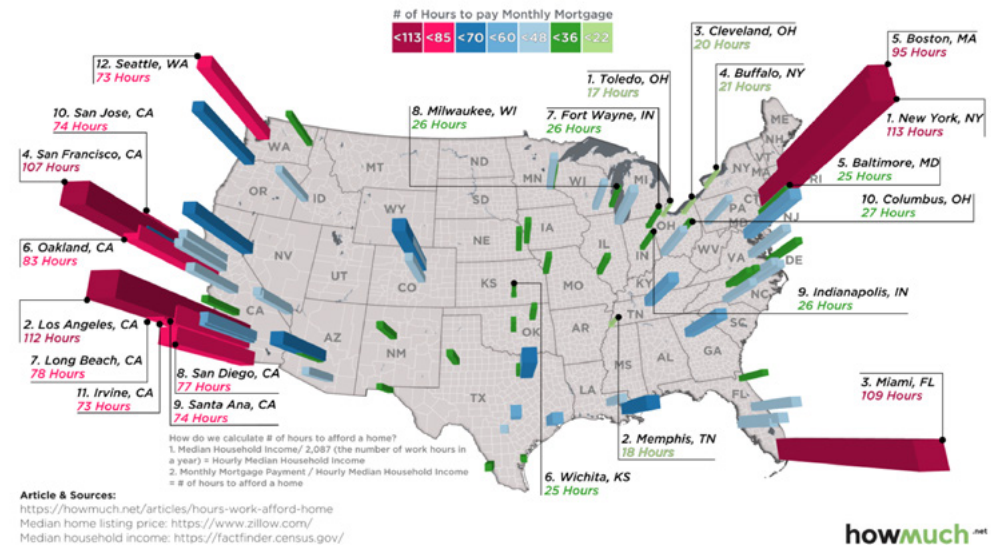 # of Hours to pay Monthly Mortgage
<113 <85 <70 <60 <48 <36 <22
12. Seattle, WA
73 Hours
10. San Jose, CA
74 Hours
4. San Francisco, CA
107 Hours
6. Oakland, CA
83 Hours
2. Los Angeles, CA
112 Hours
7. Long Beach, CA
78 Hours
11. Irvine, CA
73 Hours
8. San Diego, CA
77 Hours
9. Santa Ana, CA
74 Hours
8. Milwaukee, WI
26 Hours
1. Toledo, OH
17 Hours
7. Fort Wayne, IN
26 Hours
3. Cleveland, OH
20 Hours
4. Buffalo, NY
21 Hours
5. Boston, MA
95 Hours
1. New York, NY
113 Hours
5. Baltimore, MD
25 Hours
10. Columbus, OH
27 Hours
9. Indianapolis, IN
26 Hours
3. Miami, FL
109 Hours
2. Memphis, TN
18 Hours
6. Wichita, KS
25 Hours
WA
OR
ID
MT
ND
MN
WI
MI
ME
NH
VT
NY
MA
CT
RI
SD
WY
NV
UT
CO
NE
IA
IL
IN
OH
PA
NJ
MD
DE
WV
VA
KS
MO
KY
NC
CA
AZ
NM
OK
AR
TN
SC
TX
LA
MS
AL
GA
FL
How do we calculate # of hours to afford a home?
1. Median Household Income/ 2,087 (the number of work hours in
a year) = Hourly Median Household Income
2. Monthly Mortgage Payment / Hourly Median Household Income
= # of hours to afford a home
Article & Sources:
https://howmuch.net/articles/hours-work-afford-home
Median home listing price: https://www.zillow.com/
Median household income: https://factfinder.census.gov/
howmuch.net